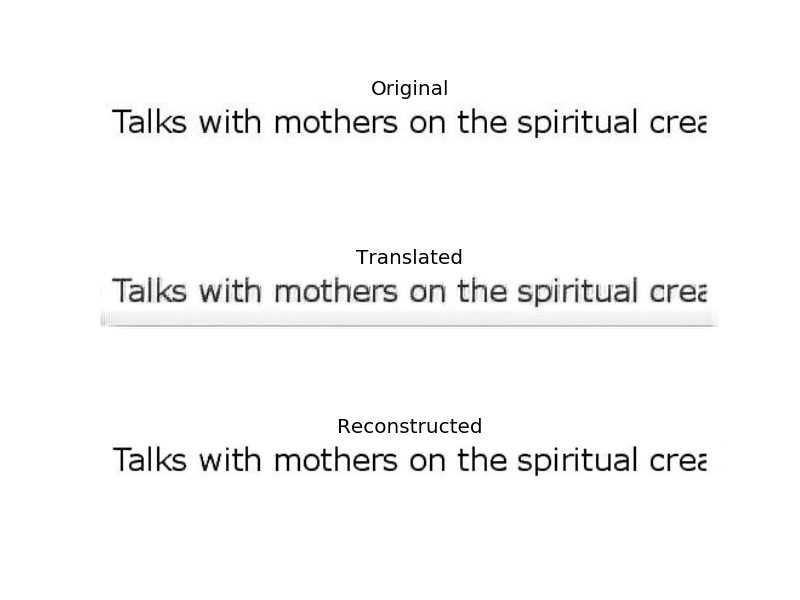 Original
Talks with mothers on the spiritual crea
Translated
Talks with mothers on the spiritual crea
Reconstructed
Talks with mothers on the spiritual crea